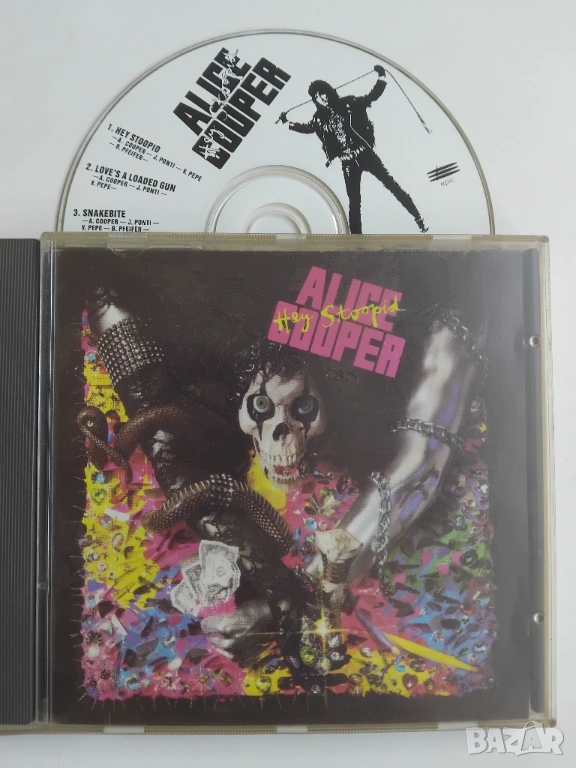 ALICE
COOPER
1. HEY STOOPID
—A. COOPER — J. PONTI — V. PEPE
—B. PFEIFER—
2. LOVE'S A LOADED GUN
—A. COOPER — J. PONTI—
V. PEPE—
3. SNAKEBITE
—A. COOPER — J. PONTI—
V. PEPE — B. PFEIFER—
epic
ALICE
Hey Stoopid
COOPER
BAZAR